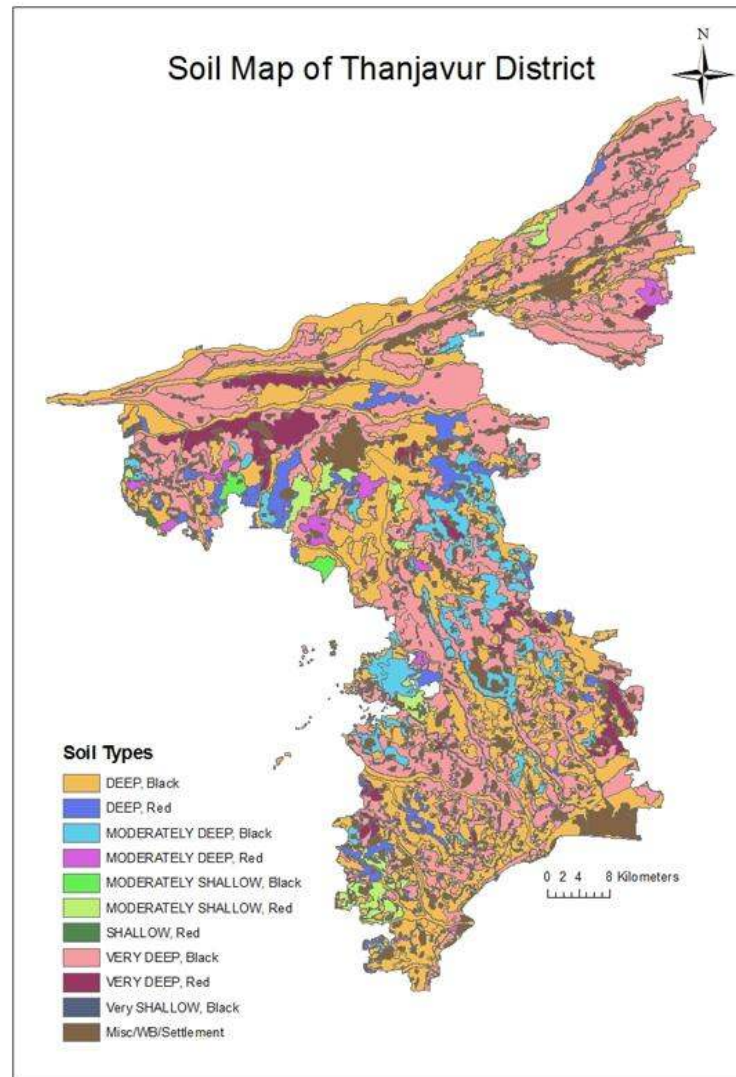 Soil Map of Thanjavur District
N
Soil Types
DEEP, Black
DEEP, Red
MODERATELY DEEP, Black
MODERATELY DEEP, Red
MODERATELY SHALLOW, Black
MODERATELY SHALLOW, Red
SHALLOW, Red
VERY DEEP, Black
VERY DEEP, Red
Very SHALLOW, Black
Misc/WB/Settlement
0 2 4 8 Kilometers